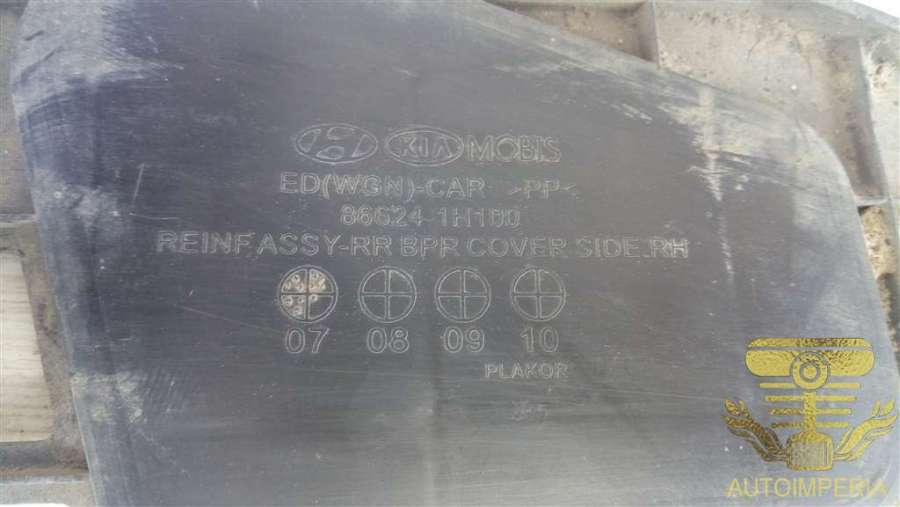 KIA MOBIS
ED(WGN)-CAR >PP<
86624-1H100
REINF.ASSY-RR BPR COVER SIDE.RH
07 08 09 10
PLAKOR
AUTOIMPERIA